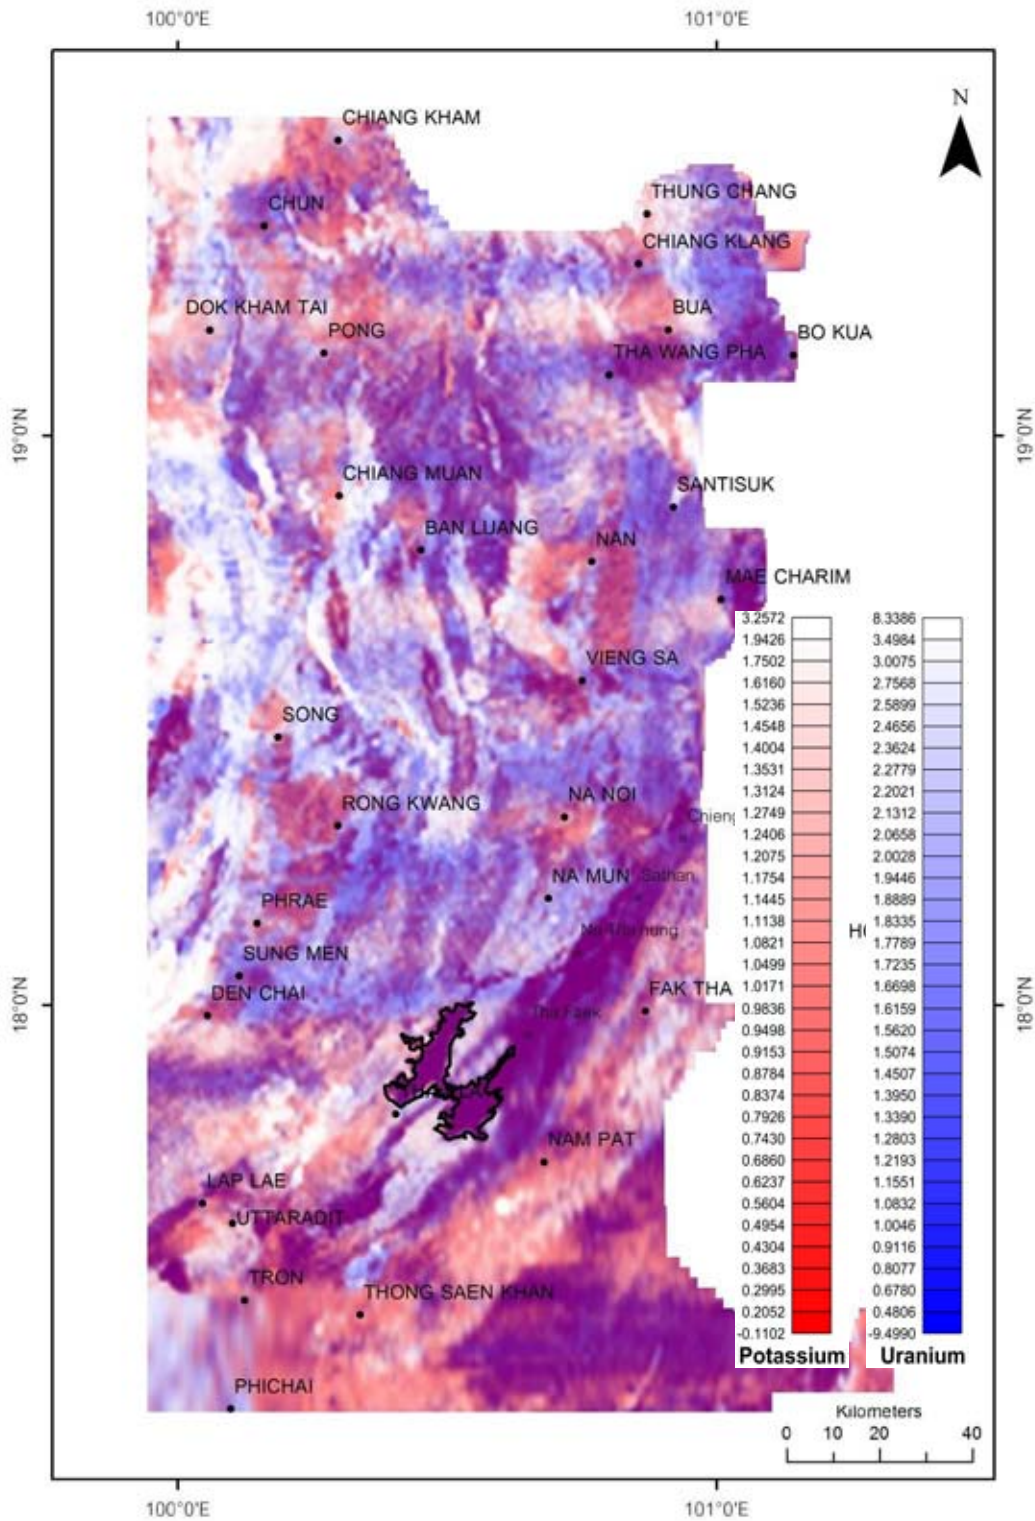 100°0'E
101°0'E
N
CHIANG KHAM
THUNG CHANG
CHUN
CHIANG KLANG
DOK KHAM TAI
BUA
PONG
BO KUA
THA WANG PHA
19°0'N
19°0'N
CHIANG MUAN
SANTISUK
BAN LUANG
NAN
MAE CHARIM
VIENG SA
SONG
NA NOI
RONG KWANG
NA MUN
Sathan
PHRAE
SUNG MEN
DEN CHAI
FAK THA
Tha Faek
18°0'N
18°0'N
NAM PAT
LAP LAE
UTTARADIT
TRON
THONG SAEN KHAN
PHICHAI
3.2572
1.9426
1.7502
1.6160
1.5236
1.4548
1.4004
1.3531
1.3124
1.2749
1.2406
1.2075
1.1754
1.1445
1.1138
1.0821
1.0499
1.0171
0.9836
0.9498
0.9153
0.8784
0.8374
0.7926
0.7430
0.6860
0.6237
0.5604
0.4954
0.4304
0.3683
0.2995
0.2052
-0.1102
Potassium
8.3386
3.4984
3.0075
2.7568
2.5899
2.4656
2.3624
2.2779
2.2021
2.1312
2.0658
2.0028
1.9446
1.8889
1.8335
1.7789
1.7235
1.6698
1.6159
1.5620
1.5074
1.4507
1.3950
1.3390
1.2803
1.2193
1.1551
1.0832
1.0046
0.9116
0.8077
0.6780
0.4806
-9.4990
Uranium
Kilometers
0 10 20 40
100°0'E
101°0'E